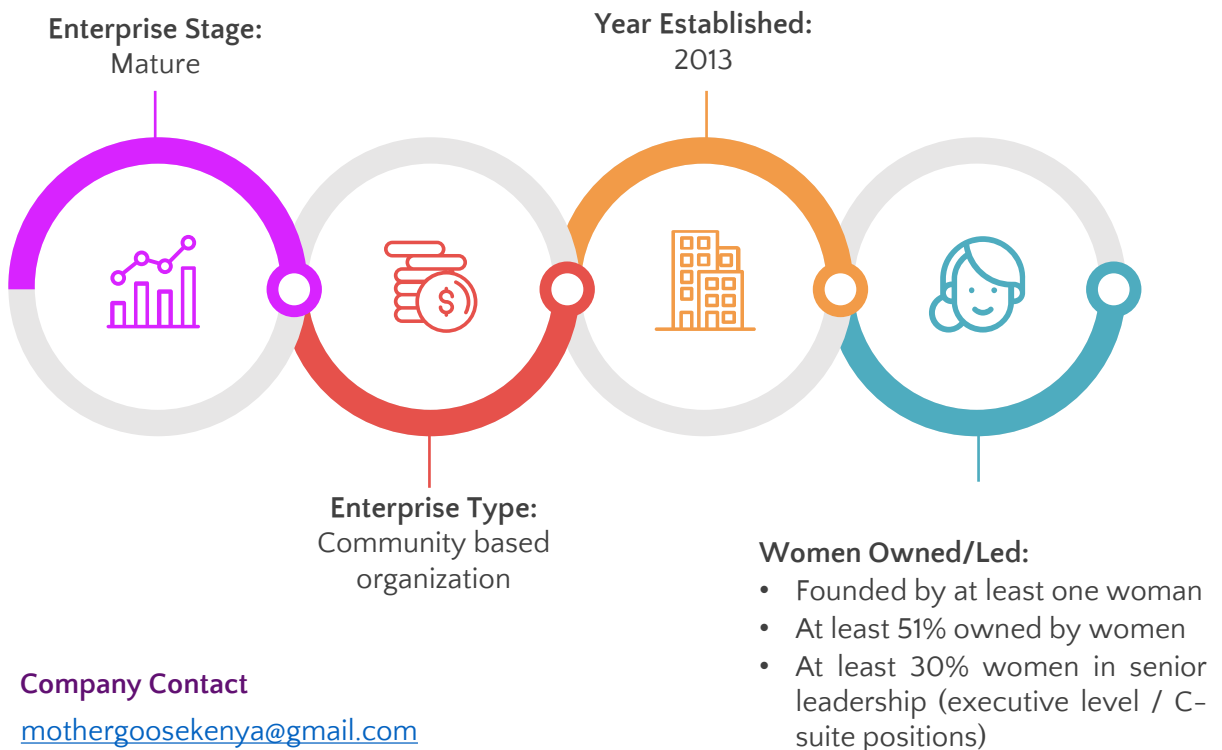 Enterprise Stage:
Mature
Year Established:
2013
$
Enterprise Type:
Community based
organization
Women Owned/Led:
• Founded by at least one woman
• At least 51% owned by women
• At least 30% women in senior
leadership (executive level / C-
suite positions)
Company Contact
mothergoosekenya@gmail.com